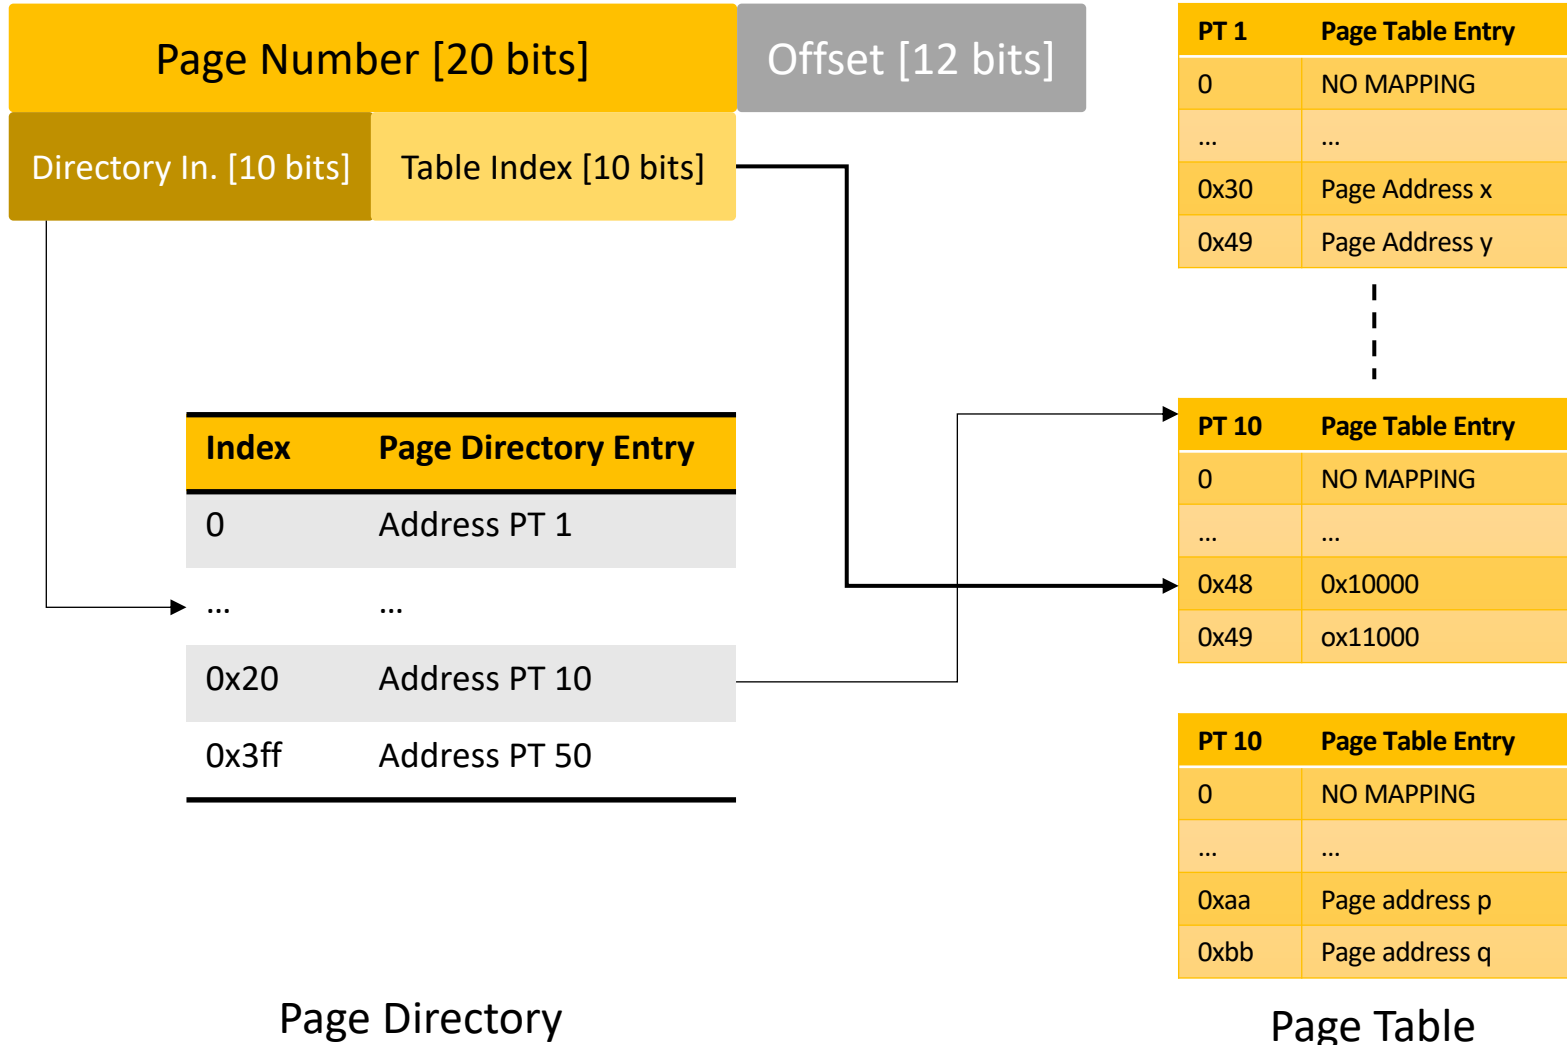 Page Number [20 bits]
Offset [12 bits]
Directory In. [10 bits]
Table Index [10 bits]
PT 1 Page Table Entry
0 NO MAPPING
... ...
0x30 Page Address x
0x49 Page Address y
Index Page Directory Entry
0 Address PT 1
... ...
0x20 Address PT 10
0x3ff Address PT 50
PT 10 Page Table Entry
0 NO MAPPING
... ...
0x48 0x10000
0x49 ox11000
PT 10 Page Table Entry
0 NO MAPPING
... ...
0xaa Page address p
0xbb Page address q
Page Directory
Page Table